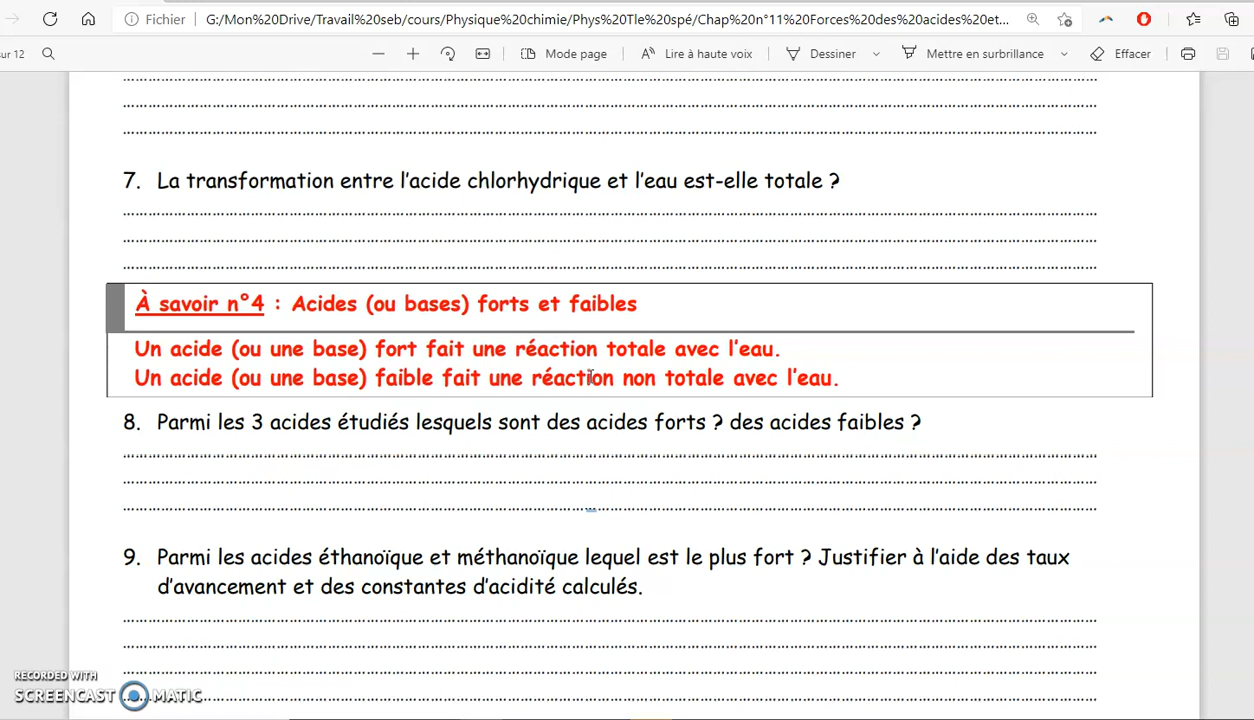 Fichier G:/Mon%20Drive/Travail%20seb/cours/Physique%20chimie/Phys%20Tle%20spé/Chap%20n°11%20Forces%20des%20acides%20et...
sur 12 Mode page Lire à haute voix Dessiner Mettre en surbrillance Effacer
7. La transformation entre l'acide chlorhydrique et l'eau est-elle totale ?
À savoir n°4 : Acides (ou bases) forts et faibles
Un acide (ou une base) fort fait une réaction totale avec l'eau.
Un acide (ou une base) faible fait une réaction non totale avec l'eau.
8. Parmi les 3 acides étudiés lesquels sont des acides forts ? des acides faibles ?
9. Parmi les acides éthanoïque et méthanoïque lequel est le plus fort ? Justifier à l'aide des taux
d'avancement et des constantes d'acidité calculés.
RECORDED WITH
SCREENCAST MATIC